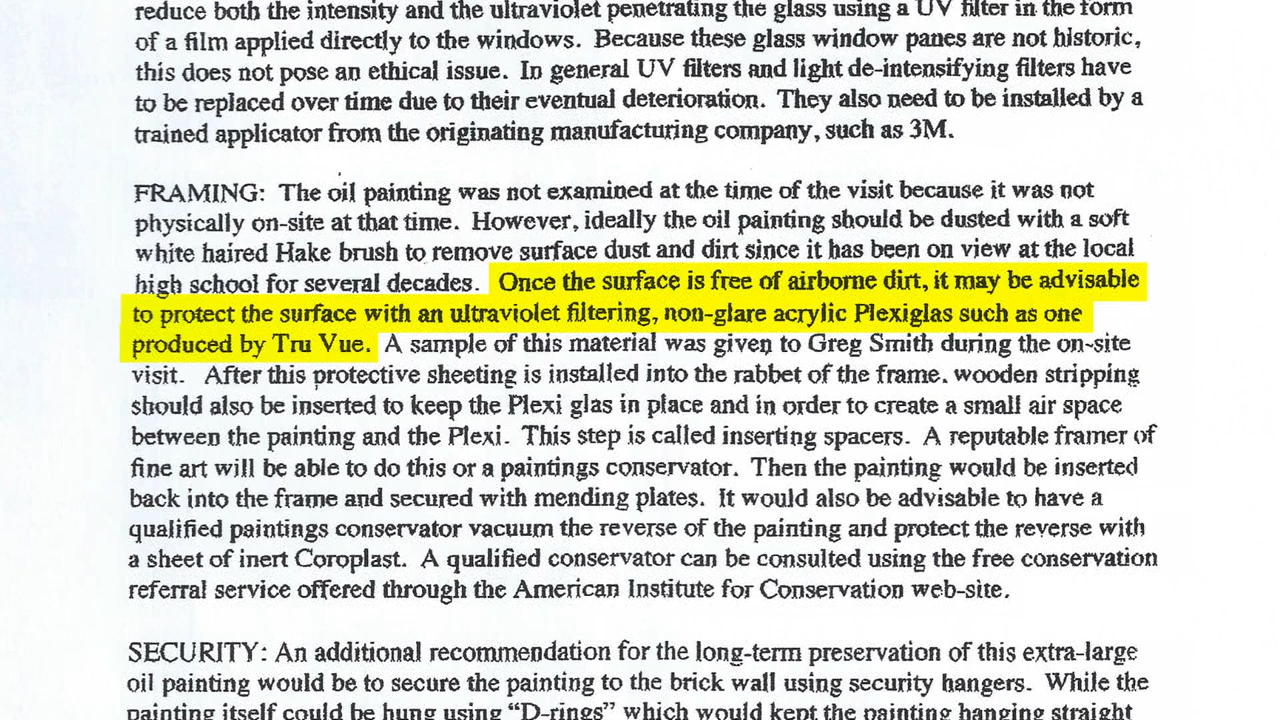 reduce both the intensity and the ultraviolet penetrating the glass using a UV filter in the form
of a film applied directly to the windows. Because these glass window panes are not historic,
this does not pose an ethical issue. In general UV filters and light de-intensifying filters have
to be replaced over time due to their eventual deterioration. They also need to be installed by a
trained applicator from the originating manufacturing company, such as 3M.
FRAMING: The oil painting was not examined at the time of the visit because it was not
physically on-site at that time. However, ideally the oil painting should be dusted with a soft
white haired Hake brush to remove surface dust and dirt since it has been on view at the local
high school for several decades. Once the surface is free of airborne dirt, it may be advisable
to protect the surface with an ultraviolet filtering, non-glare acrylic Plexiglas such as one
produced by Tru Vue. A sample of this material was given to Greg Smith during the on-site
visit. After this protective sheeting is installed into the rabbet of the frame. wooden stripping
should also be inserted to keep the Plexi glas in place and in order to create a small air space
between the painting and the Plexi. This step is called inserting spacers. A reputable framer of
fine art will be able to do this or a paintings conservator. Then the painting would be inserted
back into the frame and secured with mending plates. It would also be advisable to have a
qualified paintings conservator vacuum the reverse of the painting and protect the reverse with
a sheet of inert Coroplast. A qualified conservator can be consulted using the free conservation
referral service offered through the American Institute for Conservation web-site.
SECURITY: An additional recommendation for the long-term preservation of this extra-large
oil painting would be to secure the painting to the brick wall using security hangers. While the
painting itself could be hung using "D-rings" which would kept the painting hanging straight